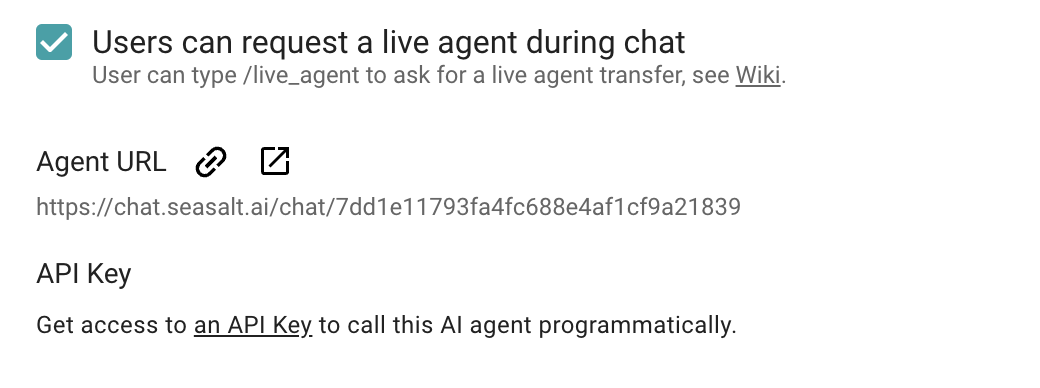 Users can request a live agent during chat
User can type /live_agent to ask for a live agent transfer, see Wiki.
Agent URL
https://chat.seasalt.ai/chat/7dd1e11793fa4fc688e4af1cf9a21839
API Key
Get access to an API Key to call this AI agent programmatically.